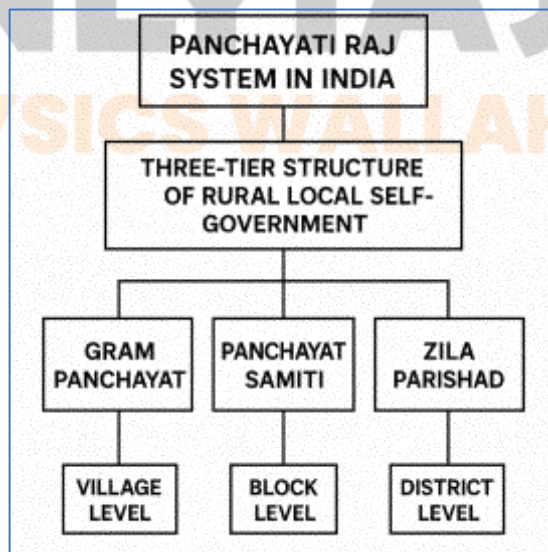 PANCHAYATI RAJ
SYSTEM IN INDIA
THREE-TIER STRUCTURE
OF RURAL LOCAL SELF-
GOVERNMENT
GRAM
PANCHAYAT
PANCHAYAT
SAMITI
ZILA
PARISHAD
VILLAGE
LEVEL
BLOCK
LEVEL
DISTRICT
LEVEL